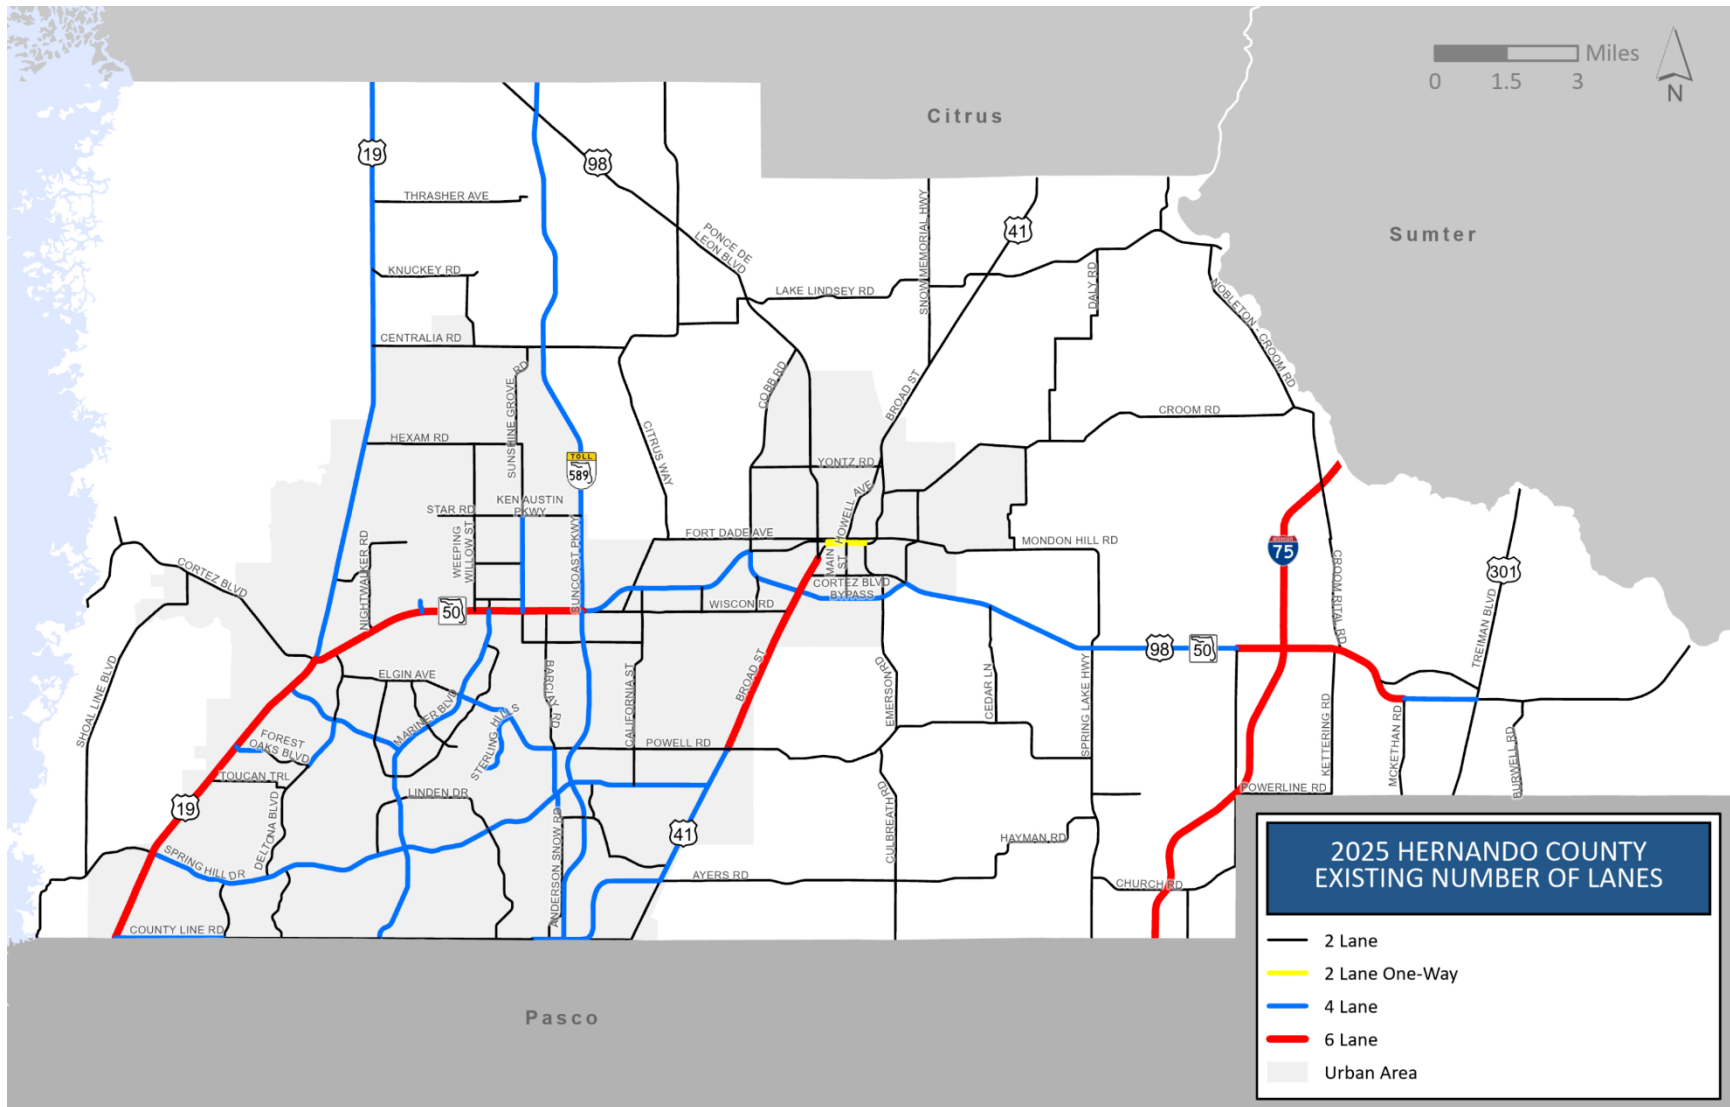 Citrus
Miles
0 1.5 3
N
Sumter
19
98
THRASHER AVE
PONCE DE
LEON BLVD
SNOW MEMORIAL HWY
41
KNUCKEY RD
LAKE LINDSEY RD
DALY RD
NOBLETON - CROOM RD
CENTRALIA RD
SUNSHINE GROVE RD
COBB RD
BROAD ST
CROOM RD
HEXAM RD
CITRUS WAY
TOLL
589
YONTZ RD
HOWELL AVE
KEN AUSTIN
PKWY
STAR RD
WEEPING
WILLOW ST
SUNCOAST PKWY
FORT DADE AVE
MAIN
ST
MONDON HILL RD
75
CROOM RITAL RD
301
NIGHTWALKER RD
CORTEZ BLVD
50
WISCON RD
CORTEZ BLVD
BYPASS
TREIMAN BLVD
98
50
SHOAL LINE BLVD
ELGIN AVE
MARINER BLVD
BARCLAY RD
CALIFORNIA ST
BROAD ST
EMERSON RD
CEDAR LN
SPRING LAKE HWY
KETTERING RD
MCKETHAN RD
BURWELL RD
FOREST
OAKS BLVD
STERLING HILLS
POWELL RD
TOUCAN TRL
LINDEN DR
POWERLINE RD
19
DELTONA BLVD
ANDERSON SNOW RD
41
CULBREATH RD
HAYMAN RD
SPRING HILL DR
AYERS RD
CHURCH RD
COUNTY LINE RD
Pasco
2025 HERNANDO COUNTY
EXISTING NUMBER OF LANES
2 Lane
2 Lane One-Way
4 Lane
6 Lane
Urban Area